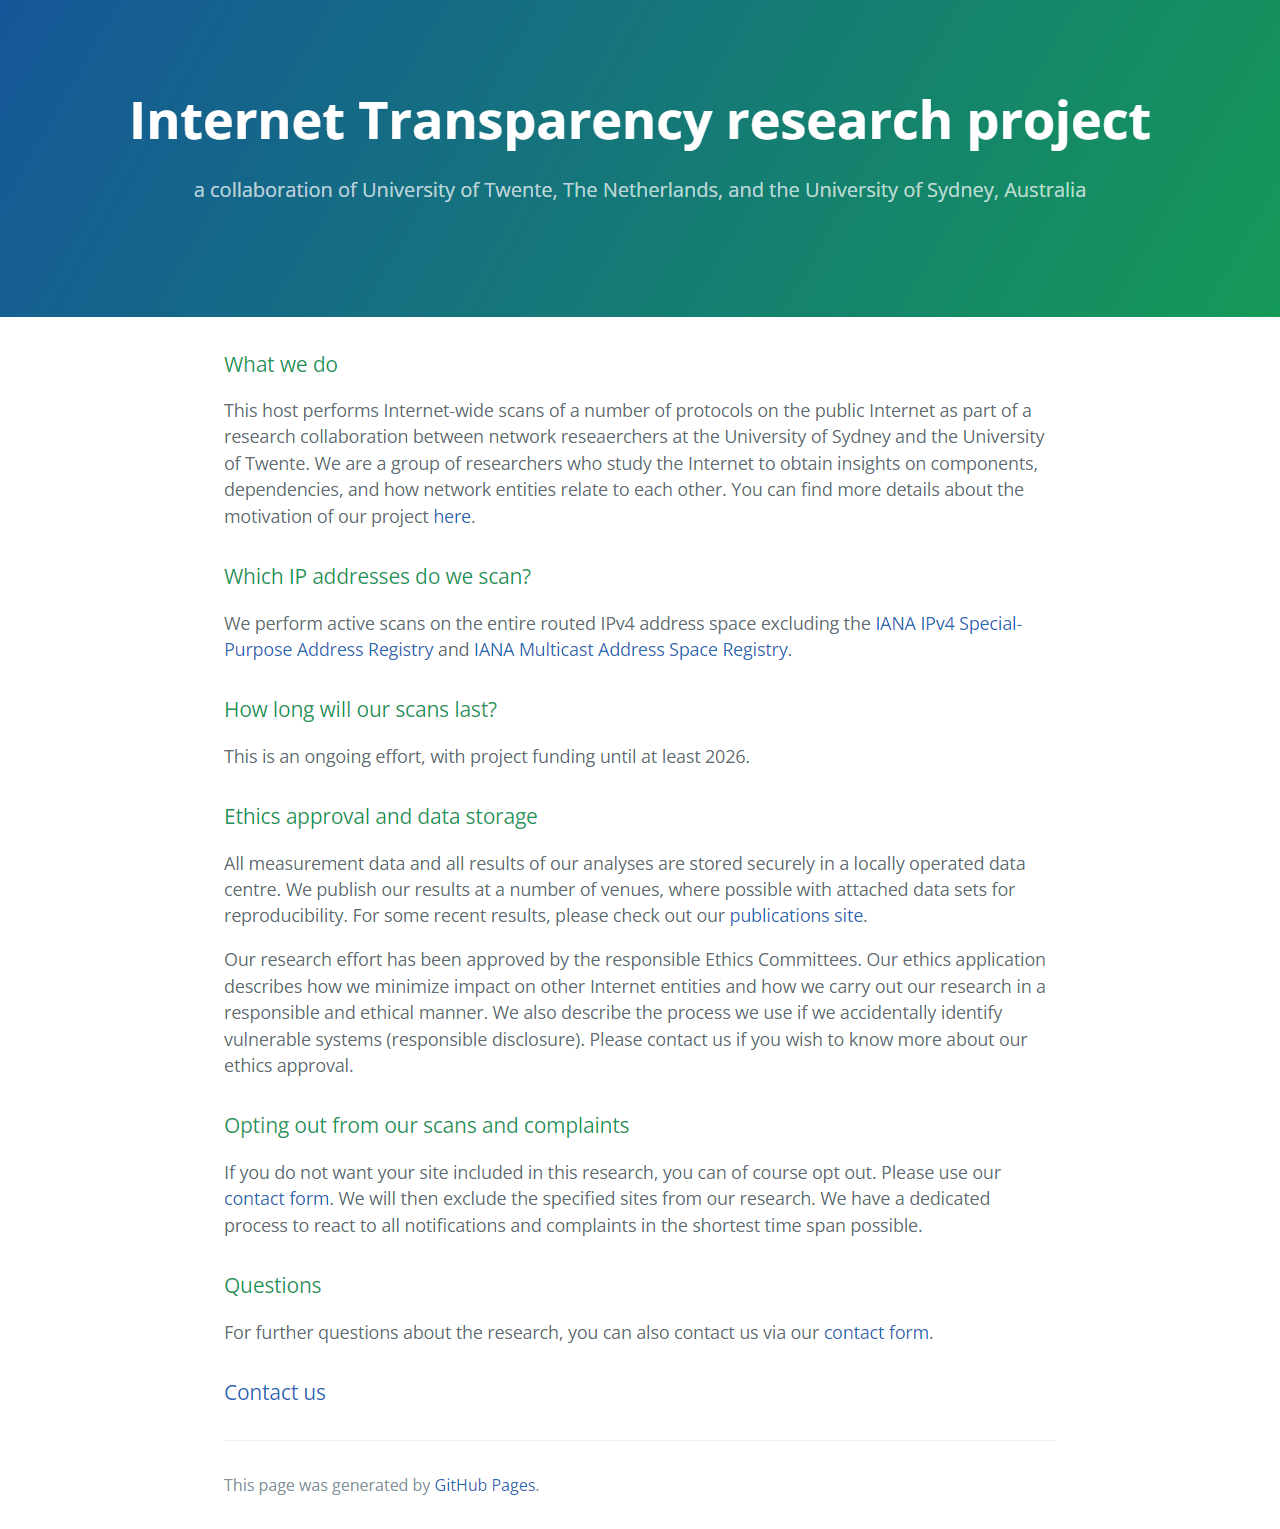 Internet Transparency research project
a collaboration of University of Twente, The Netherlands, and the University of Sydney, Australia
What we do
This host performs Internet-wide scans of a number of protocols on the public Internet as part of a
research collaboration between network reseaerchers at the University of Sydney and the University
of Twente. We are a group of researchers who study the Internet to obtain insights on components,
dependencies, and how network entities relate to each other. You can find more details about the
motivation of our project here.
Which IP addresses do we scan?
We perform active scans on the entire routed IPv4 address space excluding the IANA IPv4 Special-
Purpose Address Registry and IANA Multicast Address Space Registry.
How long will our scans last?
This is an ongoing effort, with project funding until at least 2026.
Ethics approval and data storage
All measurement data and all results of our analyses are stored securely in a locally operated data
centre. We publish our results at a number of venues, where possible with attached data sets for
reproducibility. For some recent results, please check out our publications site.
Our research effort has been approved by the responsible Ethics Committees. Our ethics application
describes how we minimize impact on other Internet entities and how we carry out our research in a
responsible and ethical manner. We also describe the process we use if we accidentally identify
vulnerable systems (responsible disclosure). Please contact us if you wish to know more about our
ethics approval.
Opting out from our scans and complaints
If you do not want your site included in this research, you can of course opt out. Please use our
contact form. We will then exclude the specified sites from our research. We have a dedicated
process to react to all notifications and complaints in the shortest time span possible.
Questions
For further questions about the research, you can also contact us via our contact form.
Contact us
This page was generated by GitHub Pages.